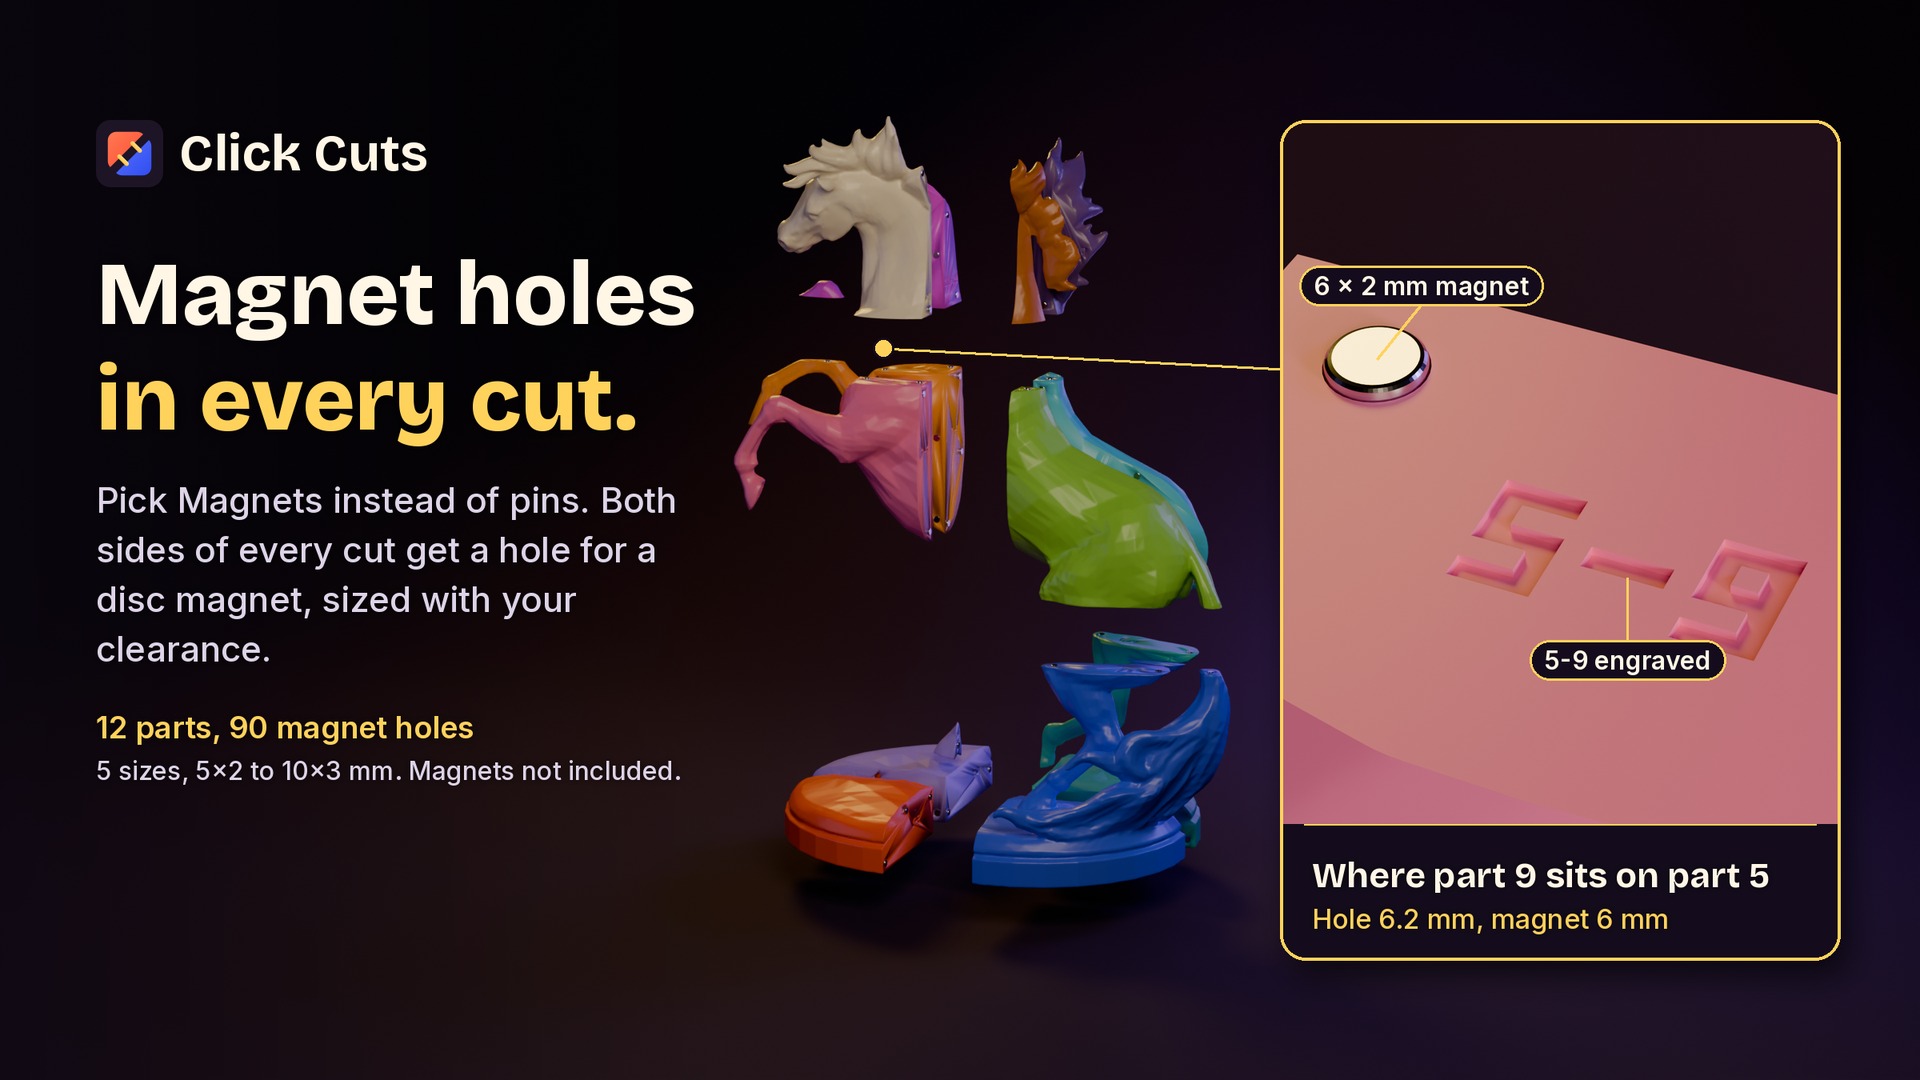 Click Cuts
Magnet holes
in every cut.
Pick Magnets instead of pins. Both
sides of every cut get a hole for a
disc magnet, sized with your
clearance.
12 parts, 90 magnet holes
5 sizes, 5×2 to 10×3 mm. Magnets not included.
6 × 2 mm magnet
5-9
5-9 engraved
Where part 9 sits on part 5
Hole 6.2 mm, magnet 6 mm